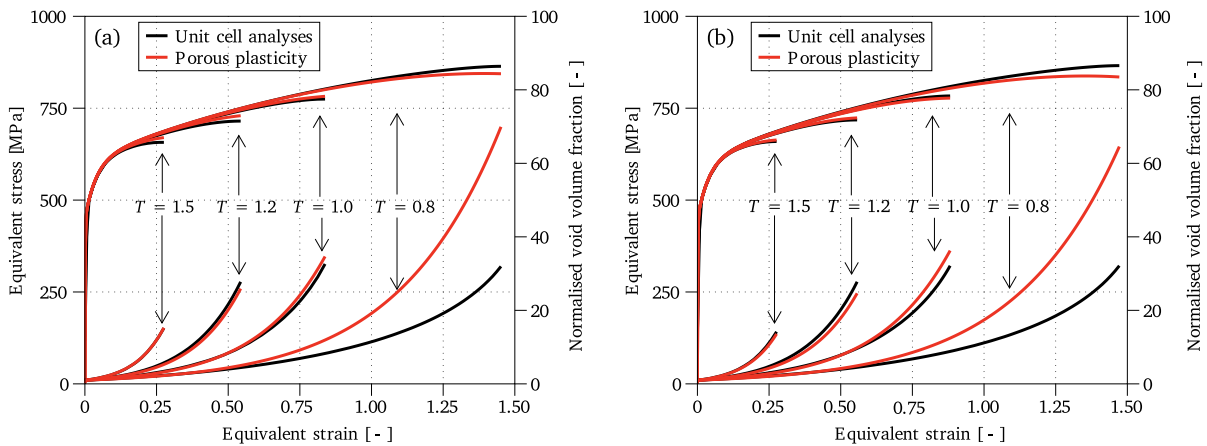 (a)
Unit cell analyses
Porous plasticity
Equivalent stress [MPa]
1000
750
500
250
0
T = 1.5
T = 1.2
T = 1.0
T = 0.8
100
80
60
40
20
0
Normalised void volume fraction [ - ]
0
0.25
0.50
0.75
1.00
1.25
1.50
Equivalent strain [ - ]
(b)
Unit cell analyses
Porous plasticity
Equivalent stress [MPa]
1000
750
500
250
0
T = 1.5
T = 1.2
T = 1.0
T = 0.8
100
80
60
40
20
0
Normalised void volume fraction [ - ]
0
0.25
0.50
0.75
1.00
1.25
1.50
Equivalent strain [ - ]